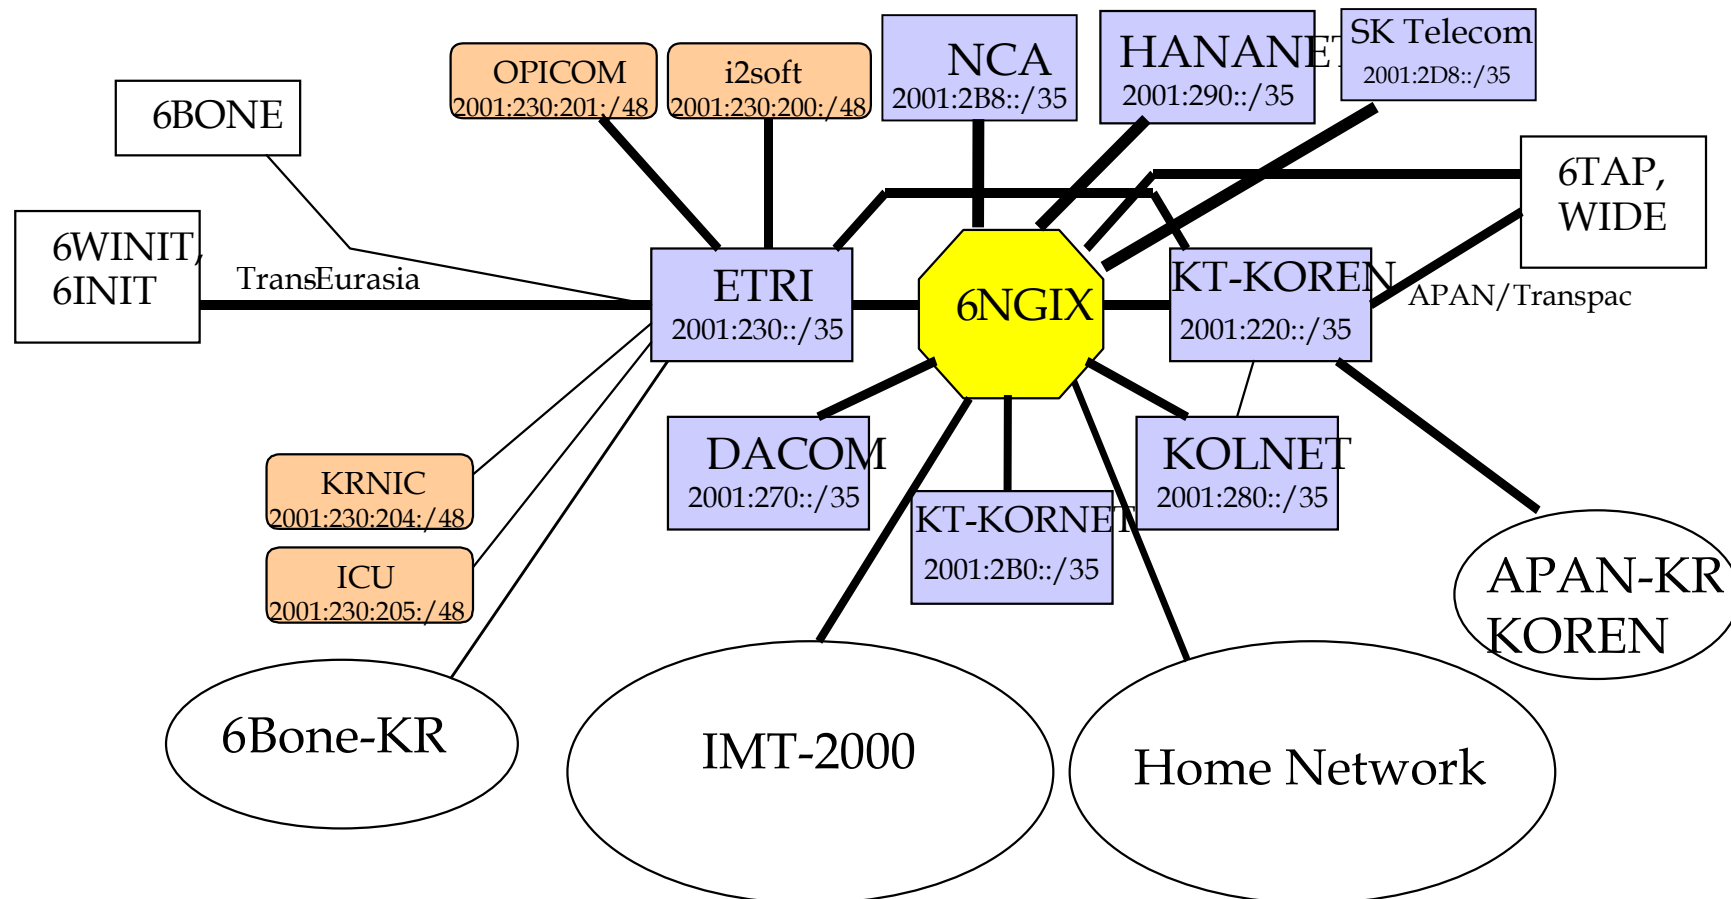 OPICOM
2001:230:201:/48
i2soft
2001:230:200:/48
NCA
2001:2B8::/35
HANANET
2001:290::/35
SK Telecom
2001:2D8::/35
6BONE
6TAP,
WIDE
6WINIT,
6INIT
TransEurasia
ETRI
2001:230::/35
6NGIX
KT-KOREN
2001:220::/35
APAN/Transpac
DACOM
2001:270::/35
KOLNET
2001:280::/35
KRNIC
2001:230:204:/48
KT-KORNET
2001:2B0::/35
ICU
2001:230:205:/48
APAN-KR
KOREN
6Bone-KR
IMT-2000
Home Network